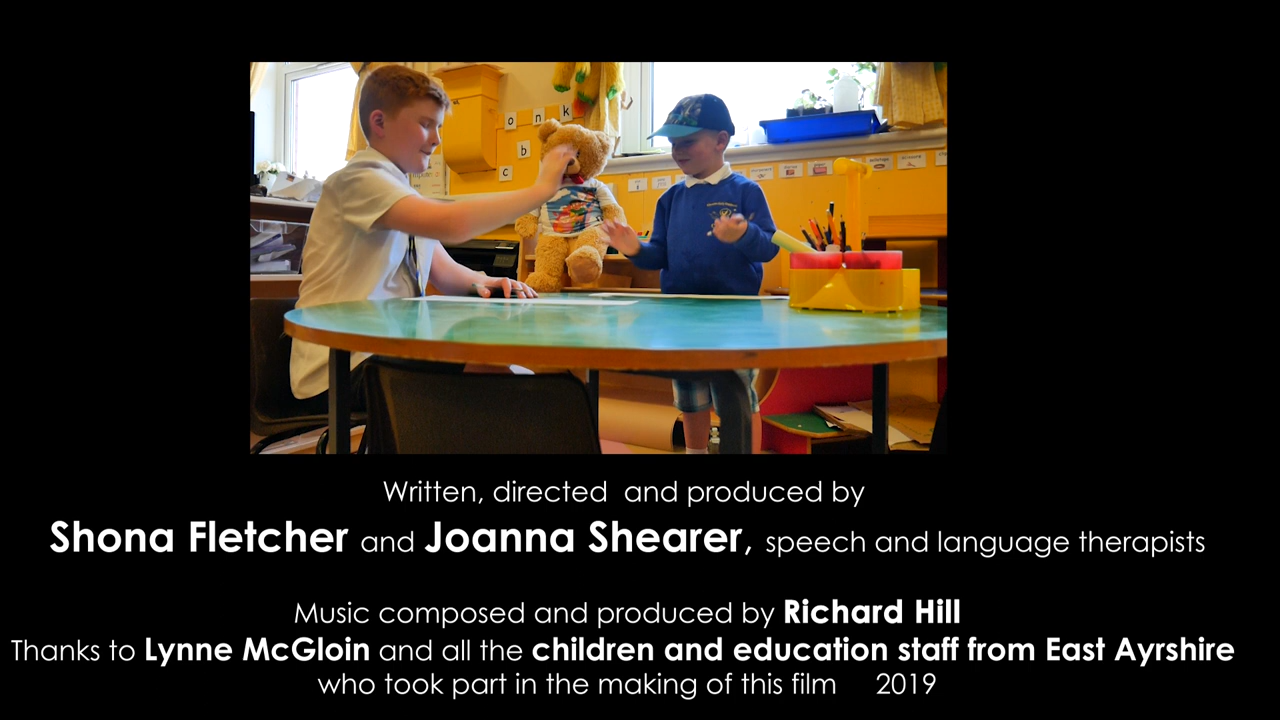 o n k
b
c
Written, directed and produced by
Shona Fletcher and Joanna Shearer, speech and language therapists
Music composed and produced by Richard Hill
Thanks to Lynne McGloin and all the children and education staff from East Ayrshire
who took part in the making of this film 2019